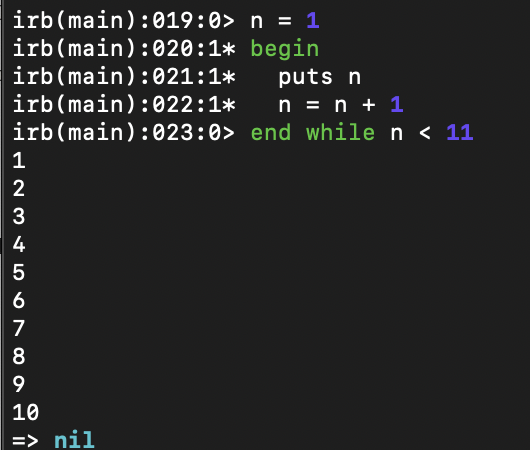 irb(main):019:0> n = 1
irb(main):020:1* begin
irb(main):021:1*   puts n
irb(main):022:1*   n = n + 1
irb(main):023:0> end while n < 11
1
2
3
4
5
6
7
8
9
10
=> nil